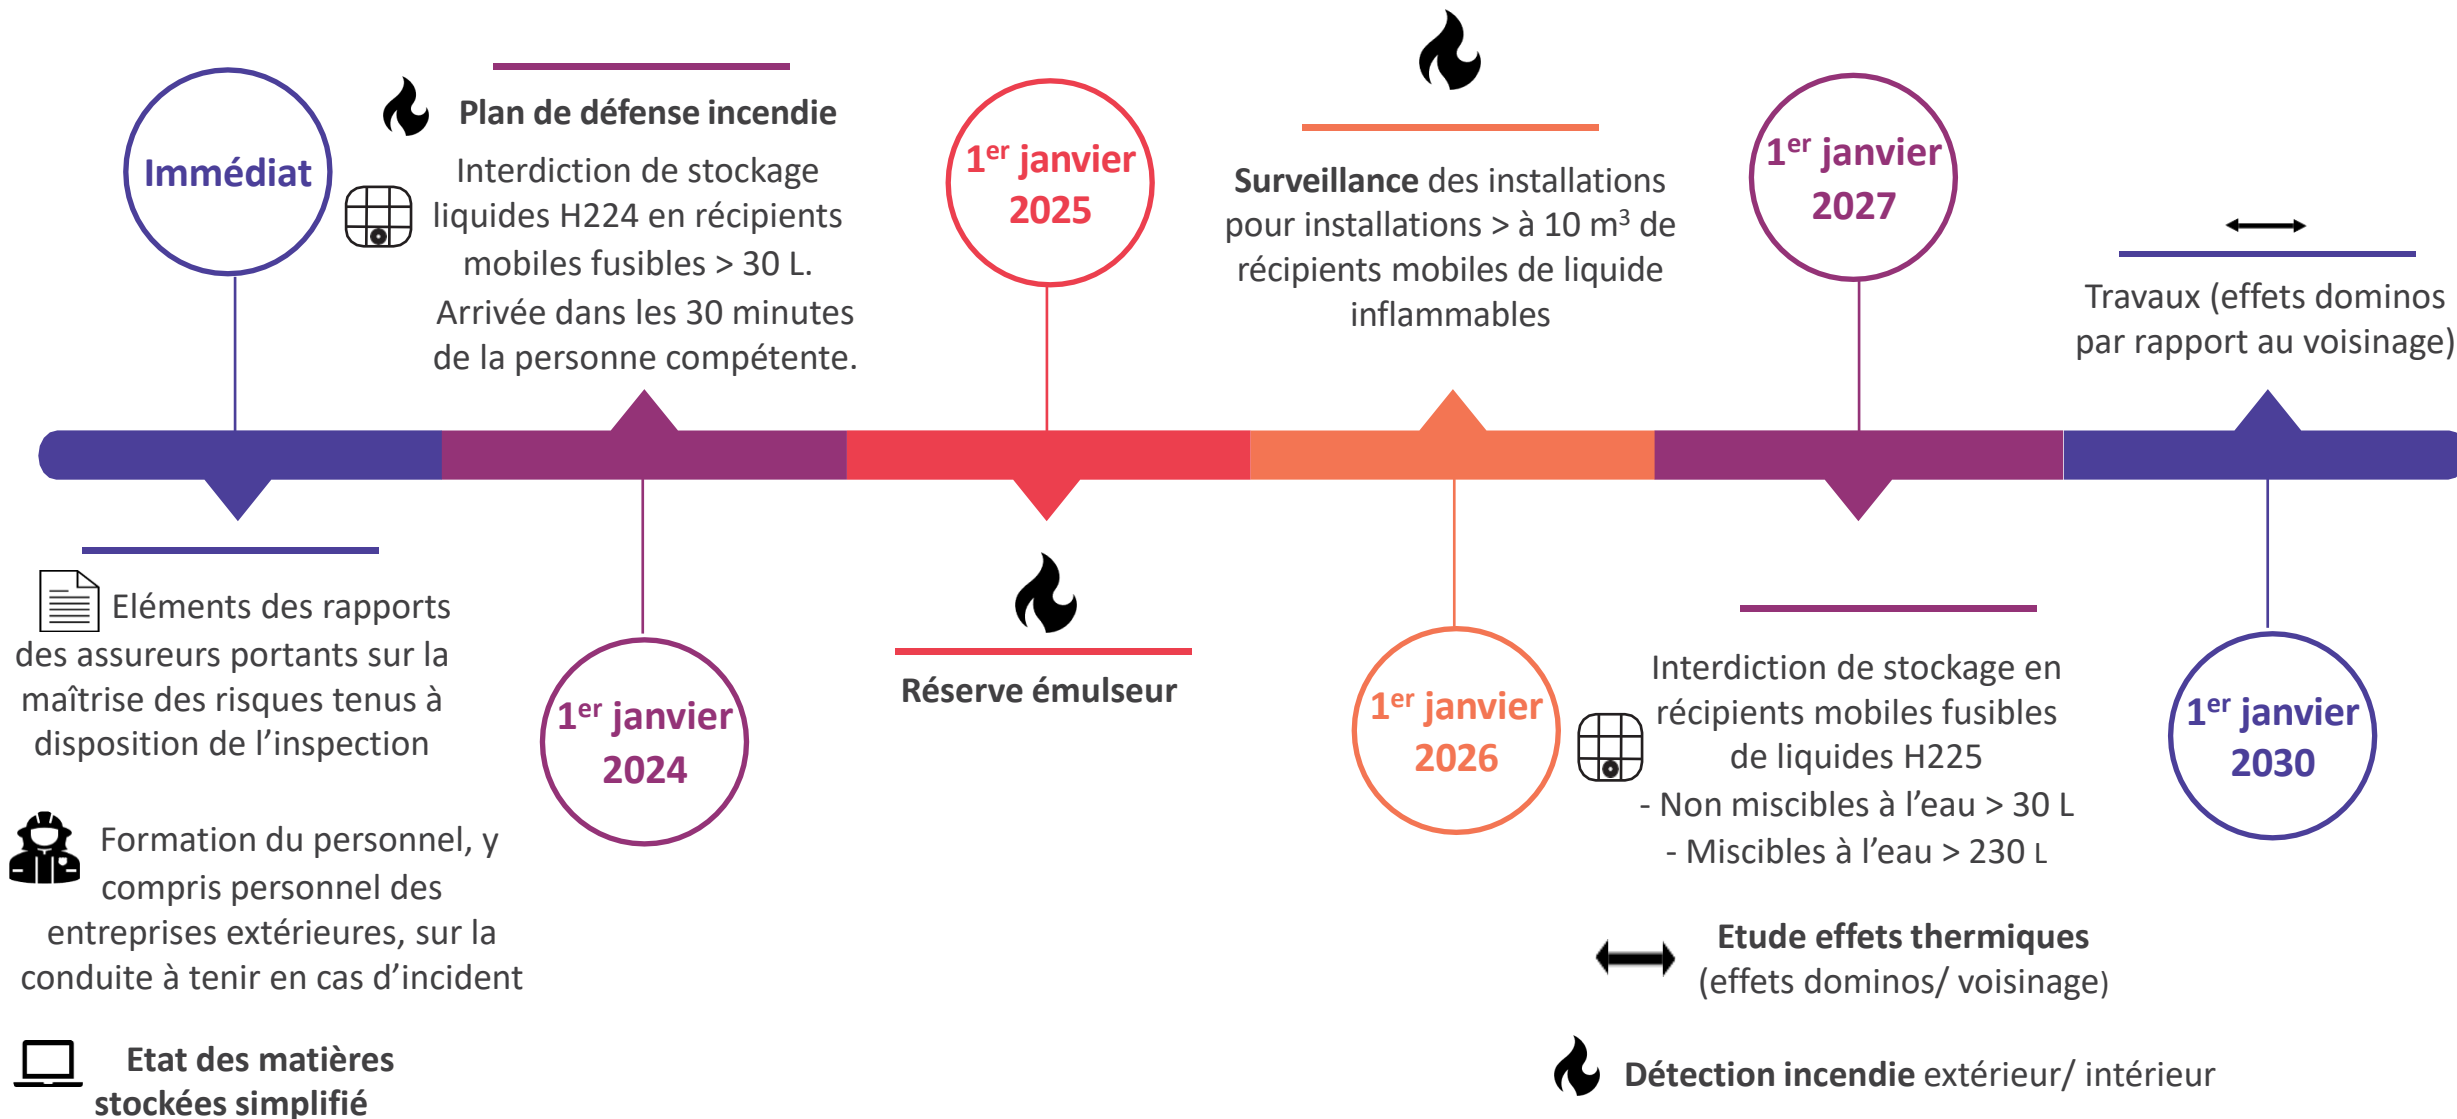 Immédiat
Eléments des rapports
des assureurs portants sur la
maîtrise des risques tenus à
disposition de l’inspection
Formation du personnel, y
compris personnel des
entreprises extérieures, sur la
conduite à tenir en cas d’incident
Etat des matières
stockées simplifié
Plan de défense incendie
Interdiction de stockage
liquides H224 en récipients
mobiles fusibles > 30 L.
Arrivée dans les 30 minutes
de la personne compétente.
1er janvier
2024
1er janvier
2025
Réserve émulseur
Surveillance des installations
pour installations > à 10 m³ de
récipients mobiles de liquide
inflammables
1er janvier
2026
1er janvier
2027
Interdiction de stockage en
récipients mobiles fusibles
de liquides H225
- Non miscibles à l’eau > 30 L
- Miscibles à l’eau > 230 L
Etude effets thermiques
(effets dominos/ voisinage)
Détection incendie extérieur/ intérieur
Travaux (effets dominos
par rapport au voisinage)
1er janvier
2030